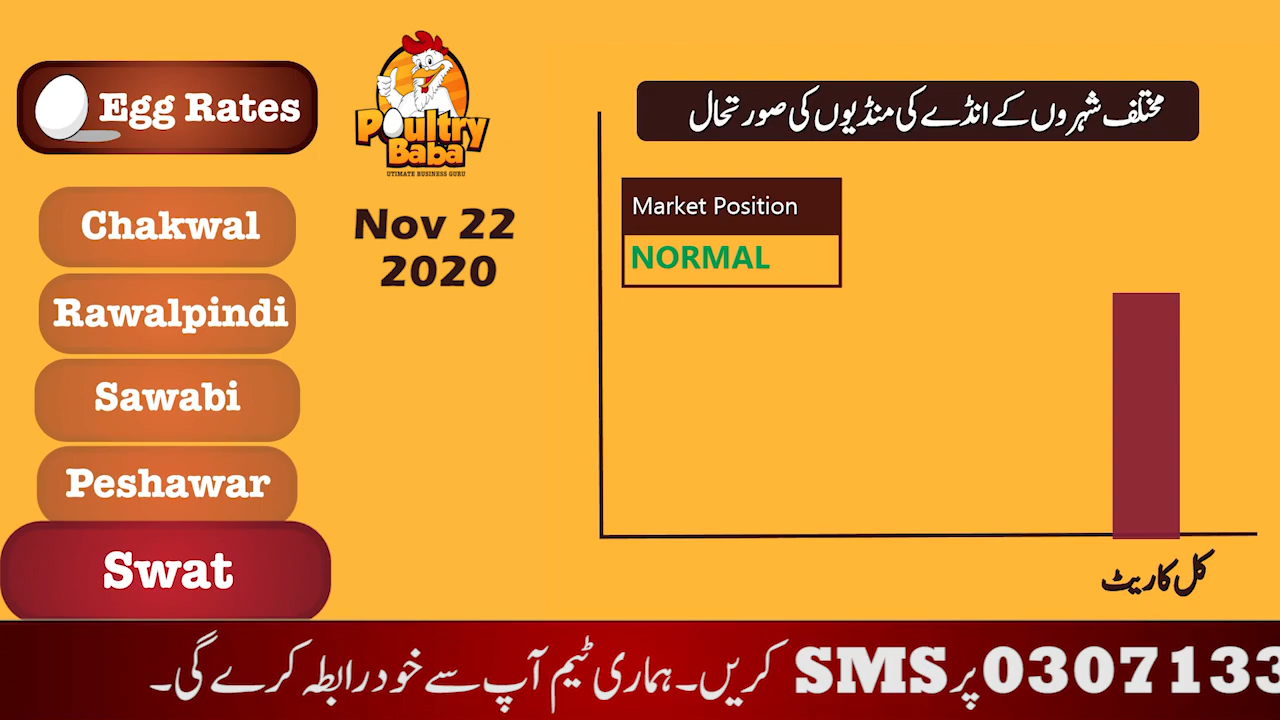 Egg Rates
Chakwal
Rawalpindi
Sawabi
Peshawar
Swat
Poultry
Baba
UTIMATE BUSINESS GURU
Nov 22
2020
مختلف شہروں کے انڈے کی منڈیوں کی صورتحال
Market Position
NORMAL
کل کا ریٹ
0307133 پر SMS کریں۔ ہماری ٹیم آپ سے خود رابطہ کرے گی۔